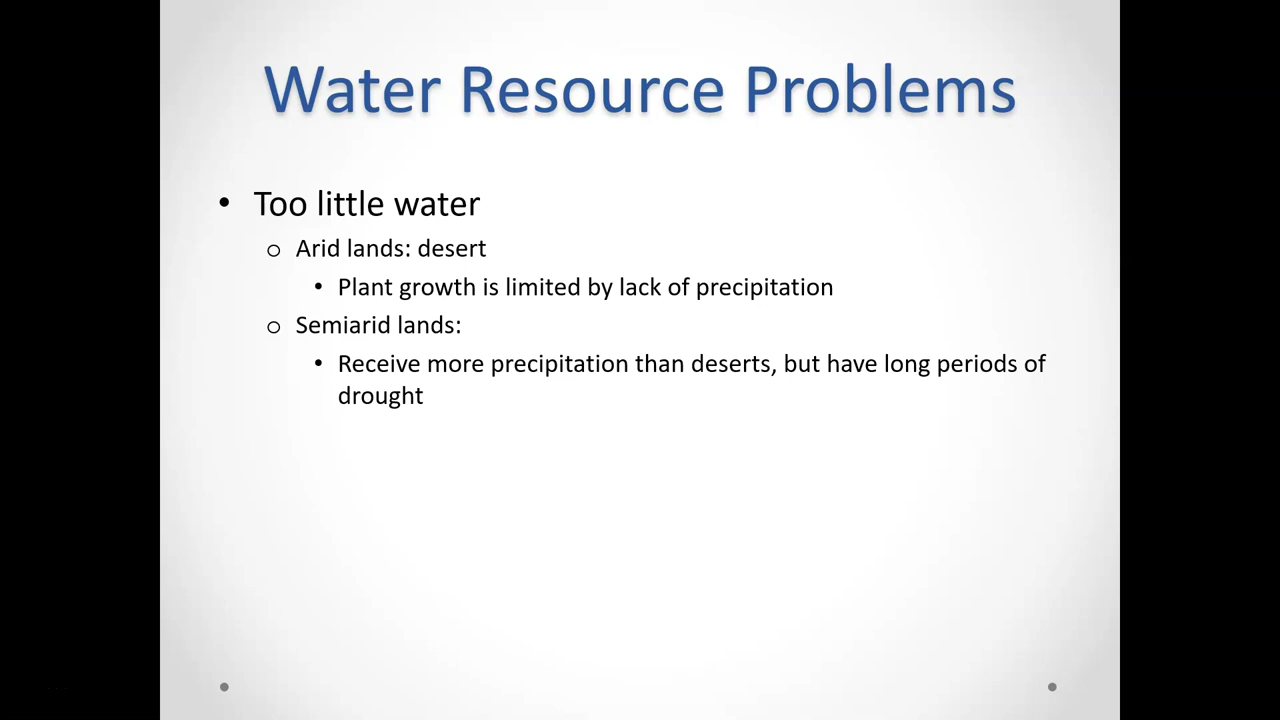 Water Resource Problems
• Too little water
o Arid lands: desert
• Plant growth is limited by lack of precipitation
o Semiarid lands:
• Receive more precipitation than deserts, but have long periods of
drought